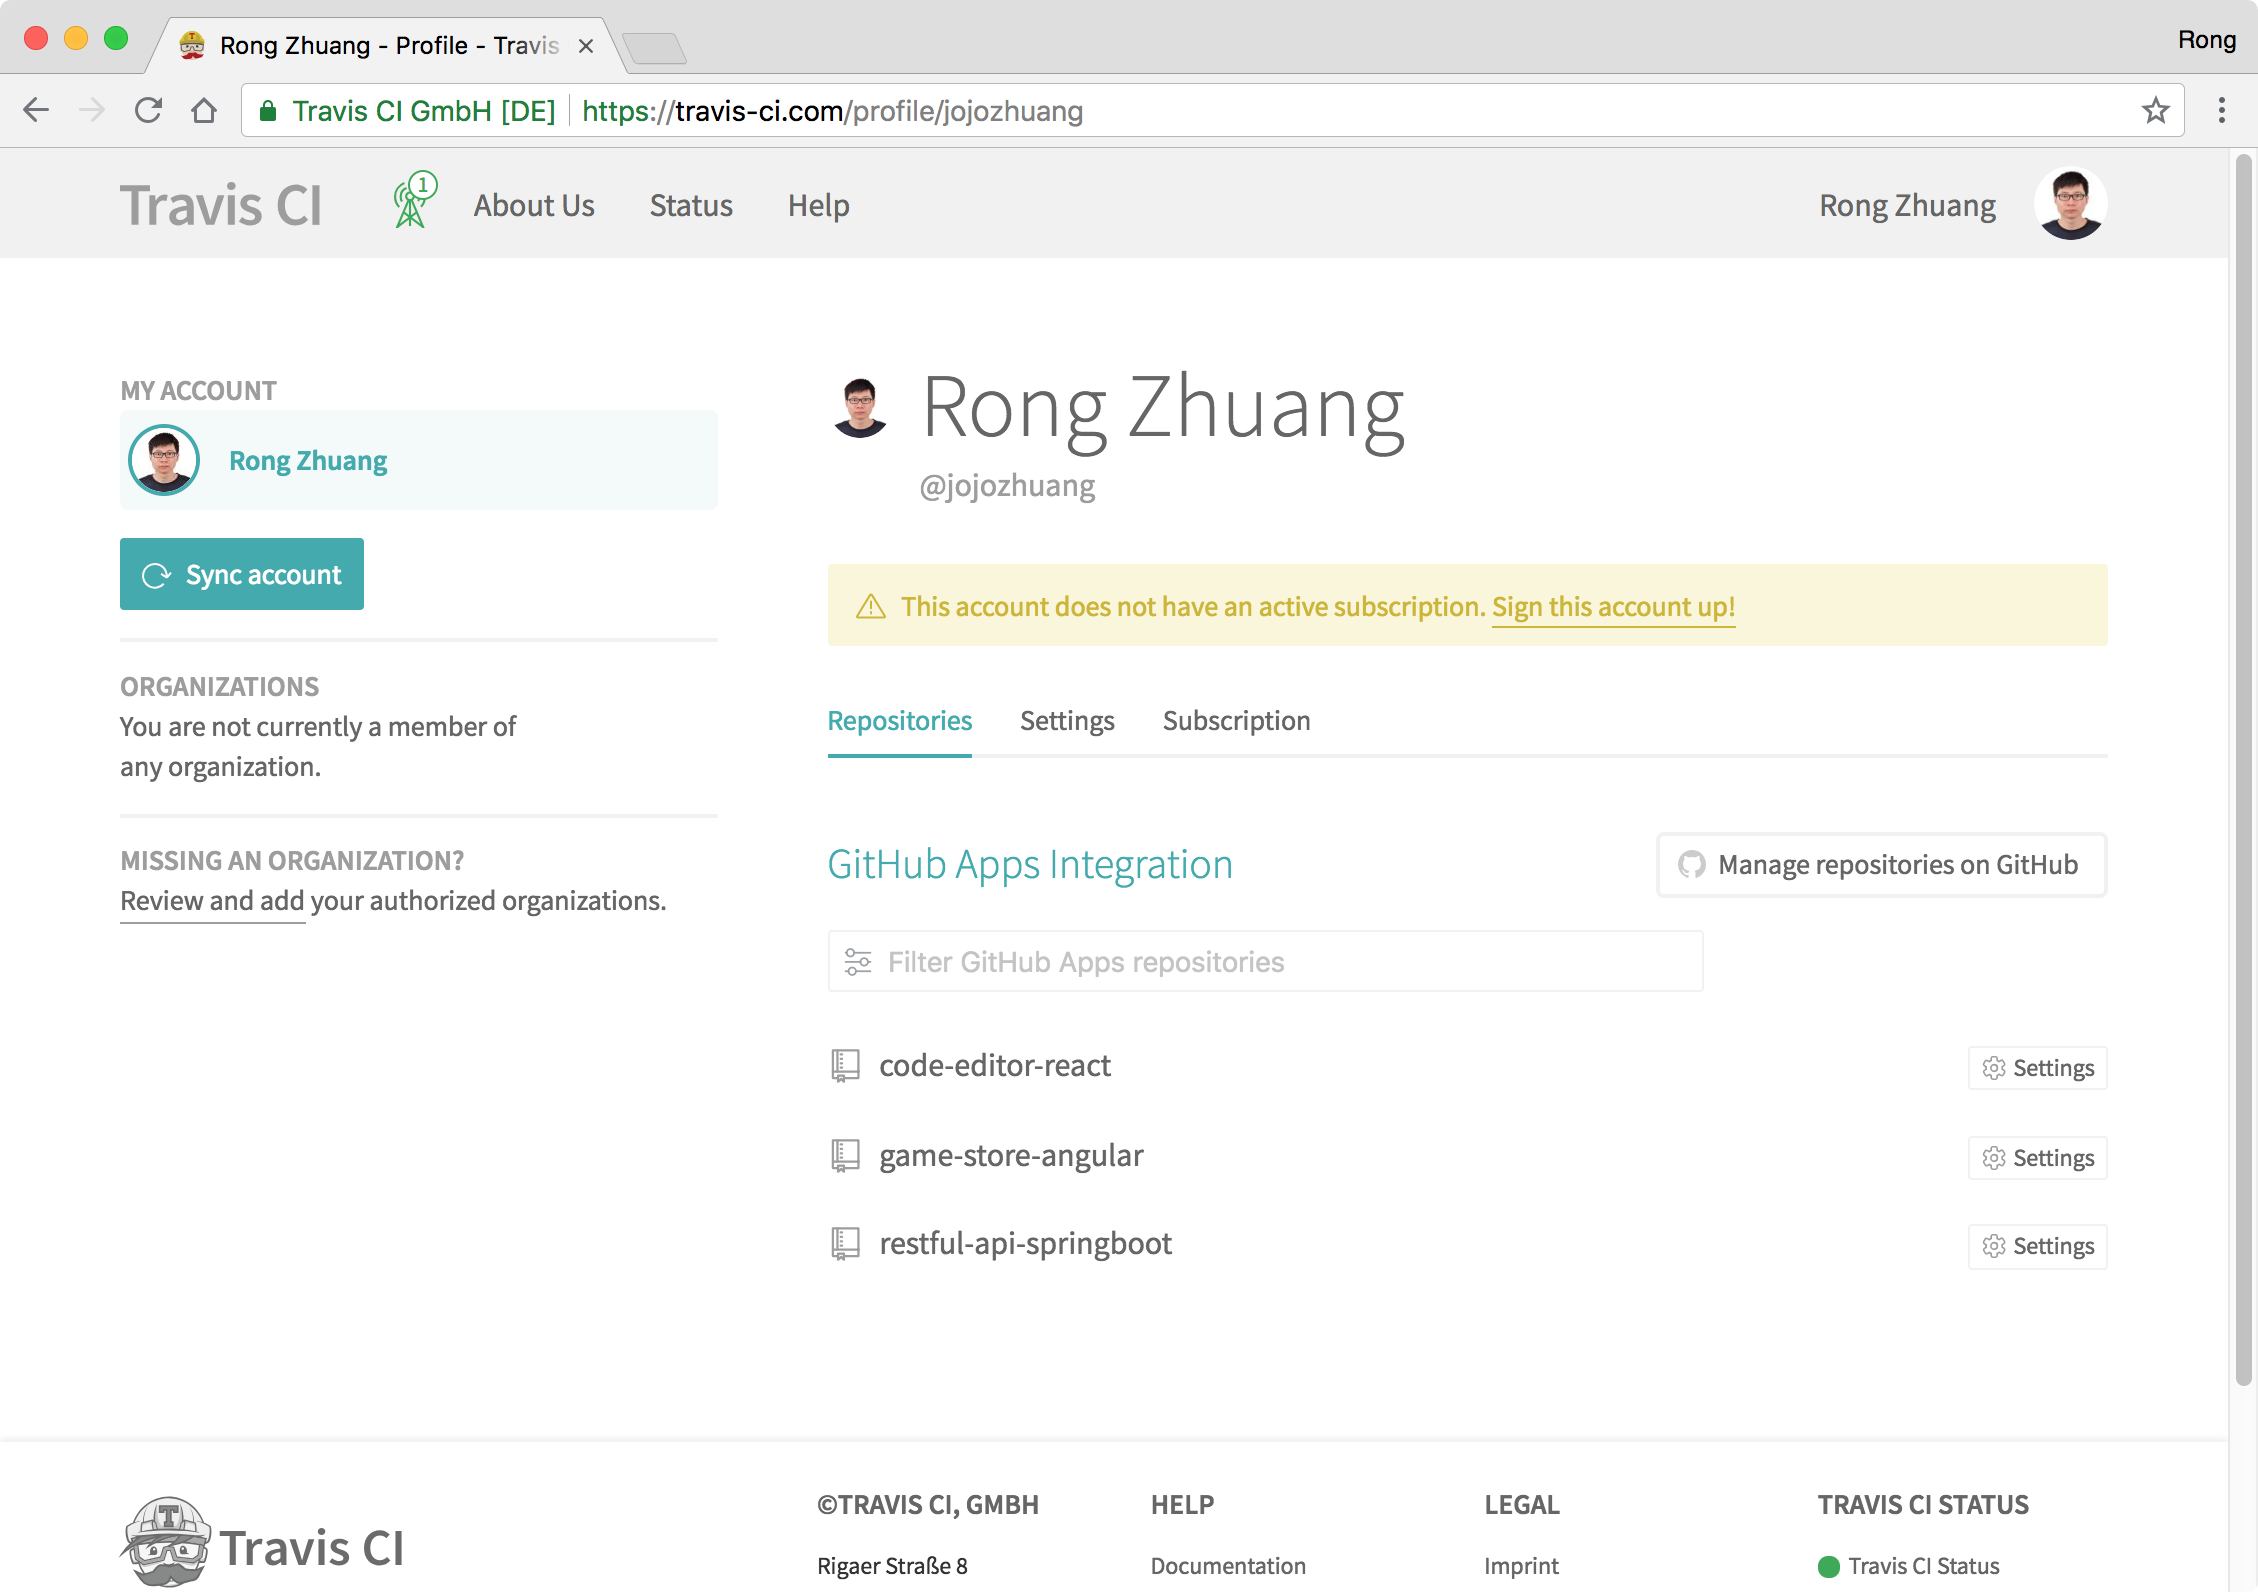 Rong Zhuang - Profile - Travis
Rong
Travis CI GmbH [DE] https://travis-ci.com/profile/jojozhuang
Travis CI 1 About Us Status Help Rong Zhuang
MY ACCOUNT
Rong Zhuang
Sync account
ORGANIZATIONS
You are not currently a member of
any organization.
MISSING AN ORGANIZATION?
Review and add your authorized organizations.
Rong Zhuang
@jojozhuang
This account does not have an active subscription. Sign this account up!
Repositories Settings Subscription
GitHub Apps Integration Manage repositories on GitHub
Filter GitHub Apps repositories
code-editor-react Settings
game-store-angular Settings
restful-api-springboot Settings
T Travis CI
©TRAVIS CI, GMBH
Rigaer Straße 8
HELP
Documentation
LEGAL
Imprint
TRAVIS CI STATUS
Travis CI Status